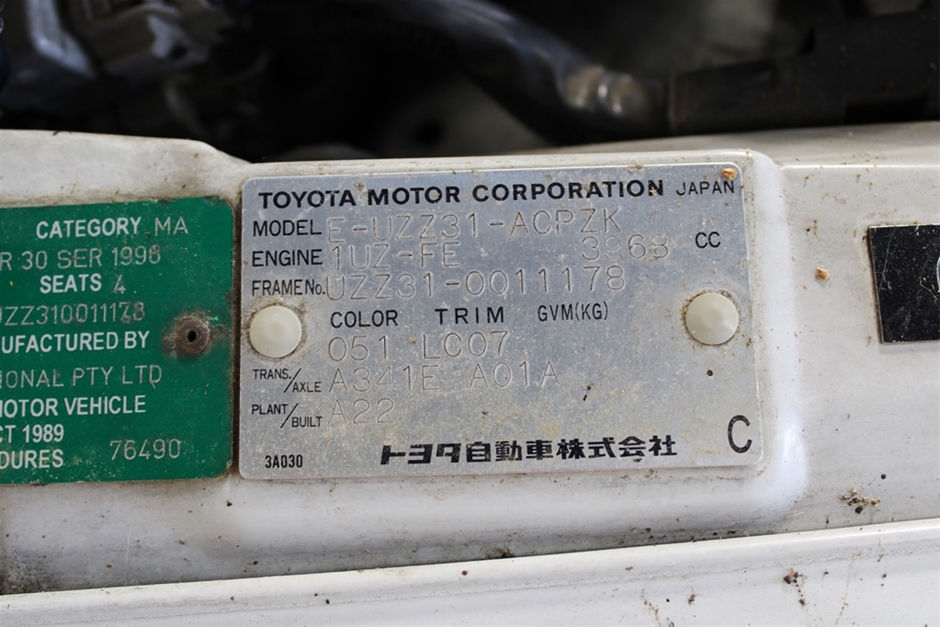 CATEGORY MA
R 30 SER 1998
SEATS 4
UZZ310011178
UFACTURED BY
IONAL PTY LTD
MOTOR VEHICLE
CT 1989
DURES 76490
TOYOTA MOTOR CORPORATION JAPAN
MODEL E-UZZ31-ACPZK
ENGINE 1UZ-FE 3968 CC
FRAME No. UZZ31-0011178
COLOR TRIM GVM(KG)
051 LC07
TRANS./AXLE A341E A01A
PLANT/BUILT A22
3A030 トヨタ自動車株式会社 C